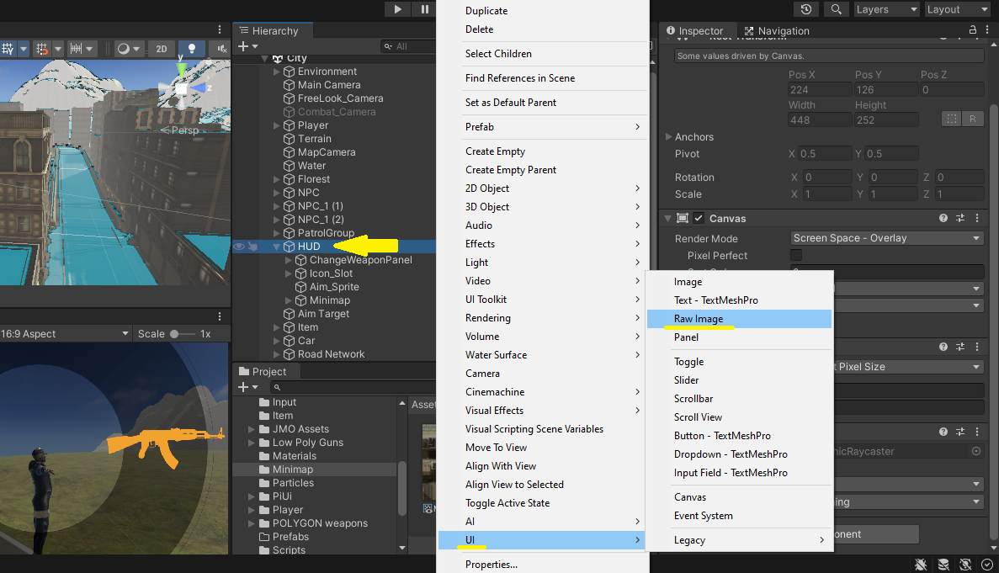 Layers
Layout
2D
y
z
Persp
16:9 Aspect
Scale
1x
Hierarchy
All
City
Environment
Main Camera
FreeLook_Camera
Combat_Camera
Player
Terrain
MapCamera
Water
Florest
NPC
NPC_1 (1)
NPC_1 (2)
PatrolGroup
HUD
ChangeWeaponPanel
Icon_Slot
Aim_Sprite
Minimap
Aim Target
Item
Car
Road Network
Project
Input
Item
JMO Assets
Low Poly Guns
Materials
Minimap
Particles
PiUi
Player
POLYGON weapons
Prefabs
Scripts
Asset
Duplicate
Delete
Select Children
Find References in Scene
Set as Default Parent
Prefab
Create Empty
Create Empty Parent
2D Object
3D Object
Audio
Effects
Light
Video
UI Toolkit
Rendering
Volume
Water Surface
Camera
Cinemachine
Visual Effects
Visual Scripting Scene Variables
Move To View
Align With View
Align View to Selected
Toggle Active State
AI
UI
Properties...
Image
Text - TextMeshPro
Raw Image
Panel
Toggle
Slider
Scrollbar
Scroll View
Button - TextMeshPro
Dropdown - TextMeshPro
Input Field - TextMeshPro
Canvas
Event System
Legacy
Inspector
Navigation
Some values driven by Canvas.
Pos X Pos Y Pos Z
224 126 0
Width Height
448 252
R
Anchors
Pivot X 0.5 Y 0.5
Rotation X 0 Y 0 Z 0
Scale X 1 Y 1 Z 1
Canvas
Render Mode Screen Space - Overlay
Pixel Perfect
t Pixel Size
hicRaycaster
ing
onent